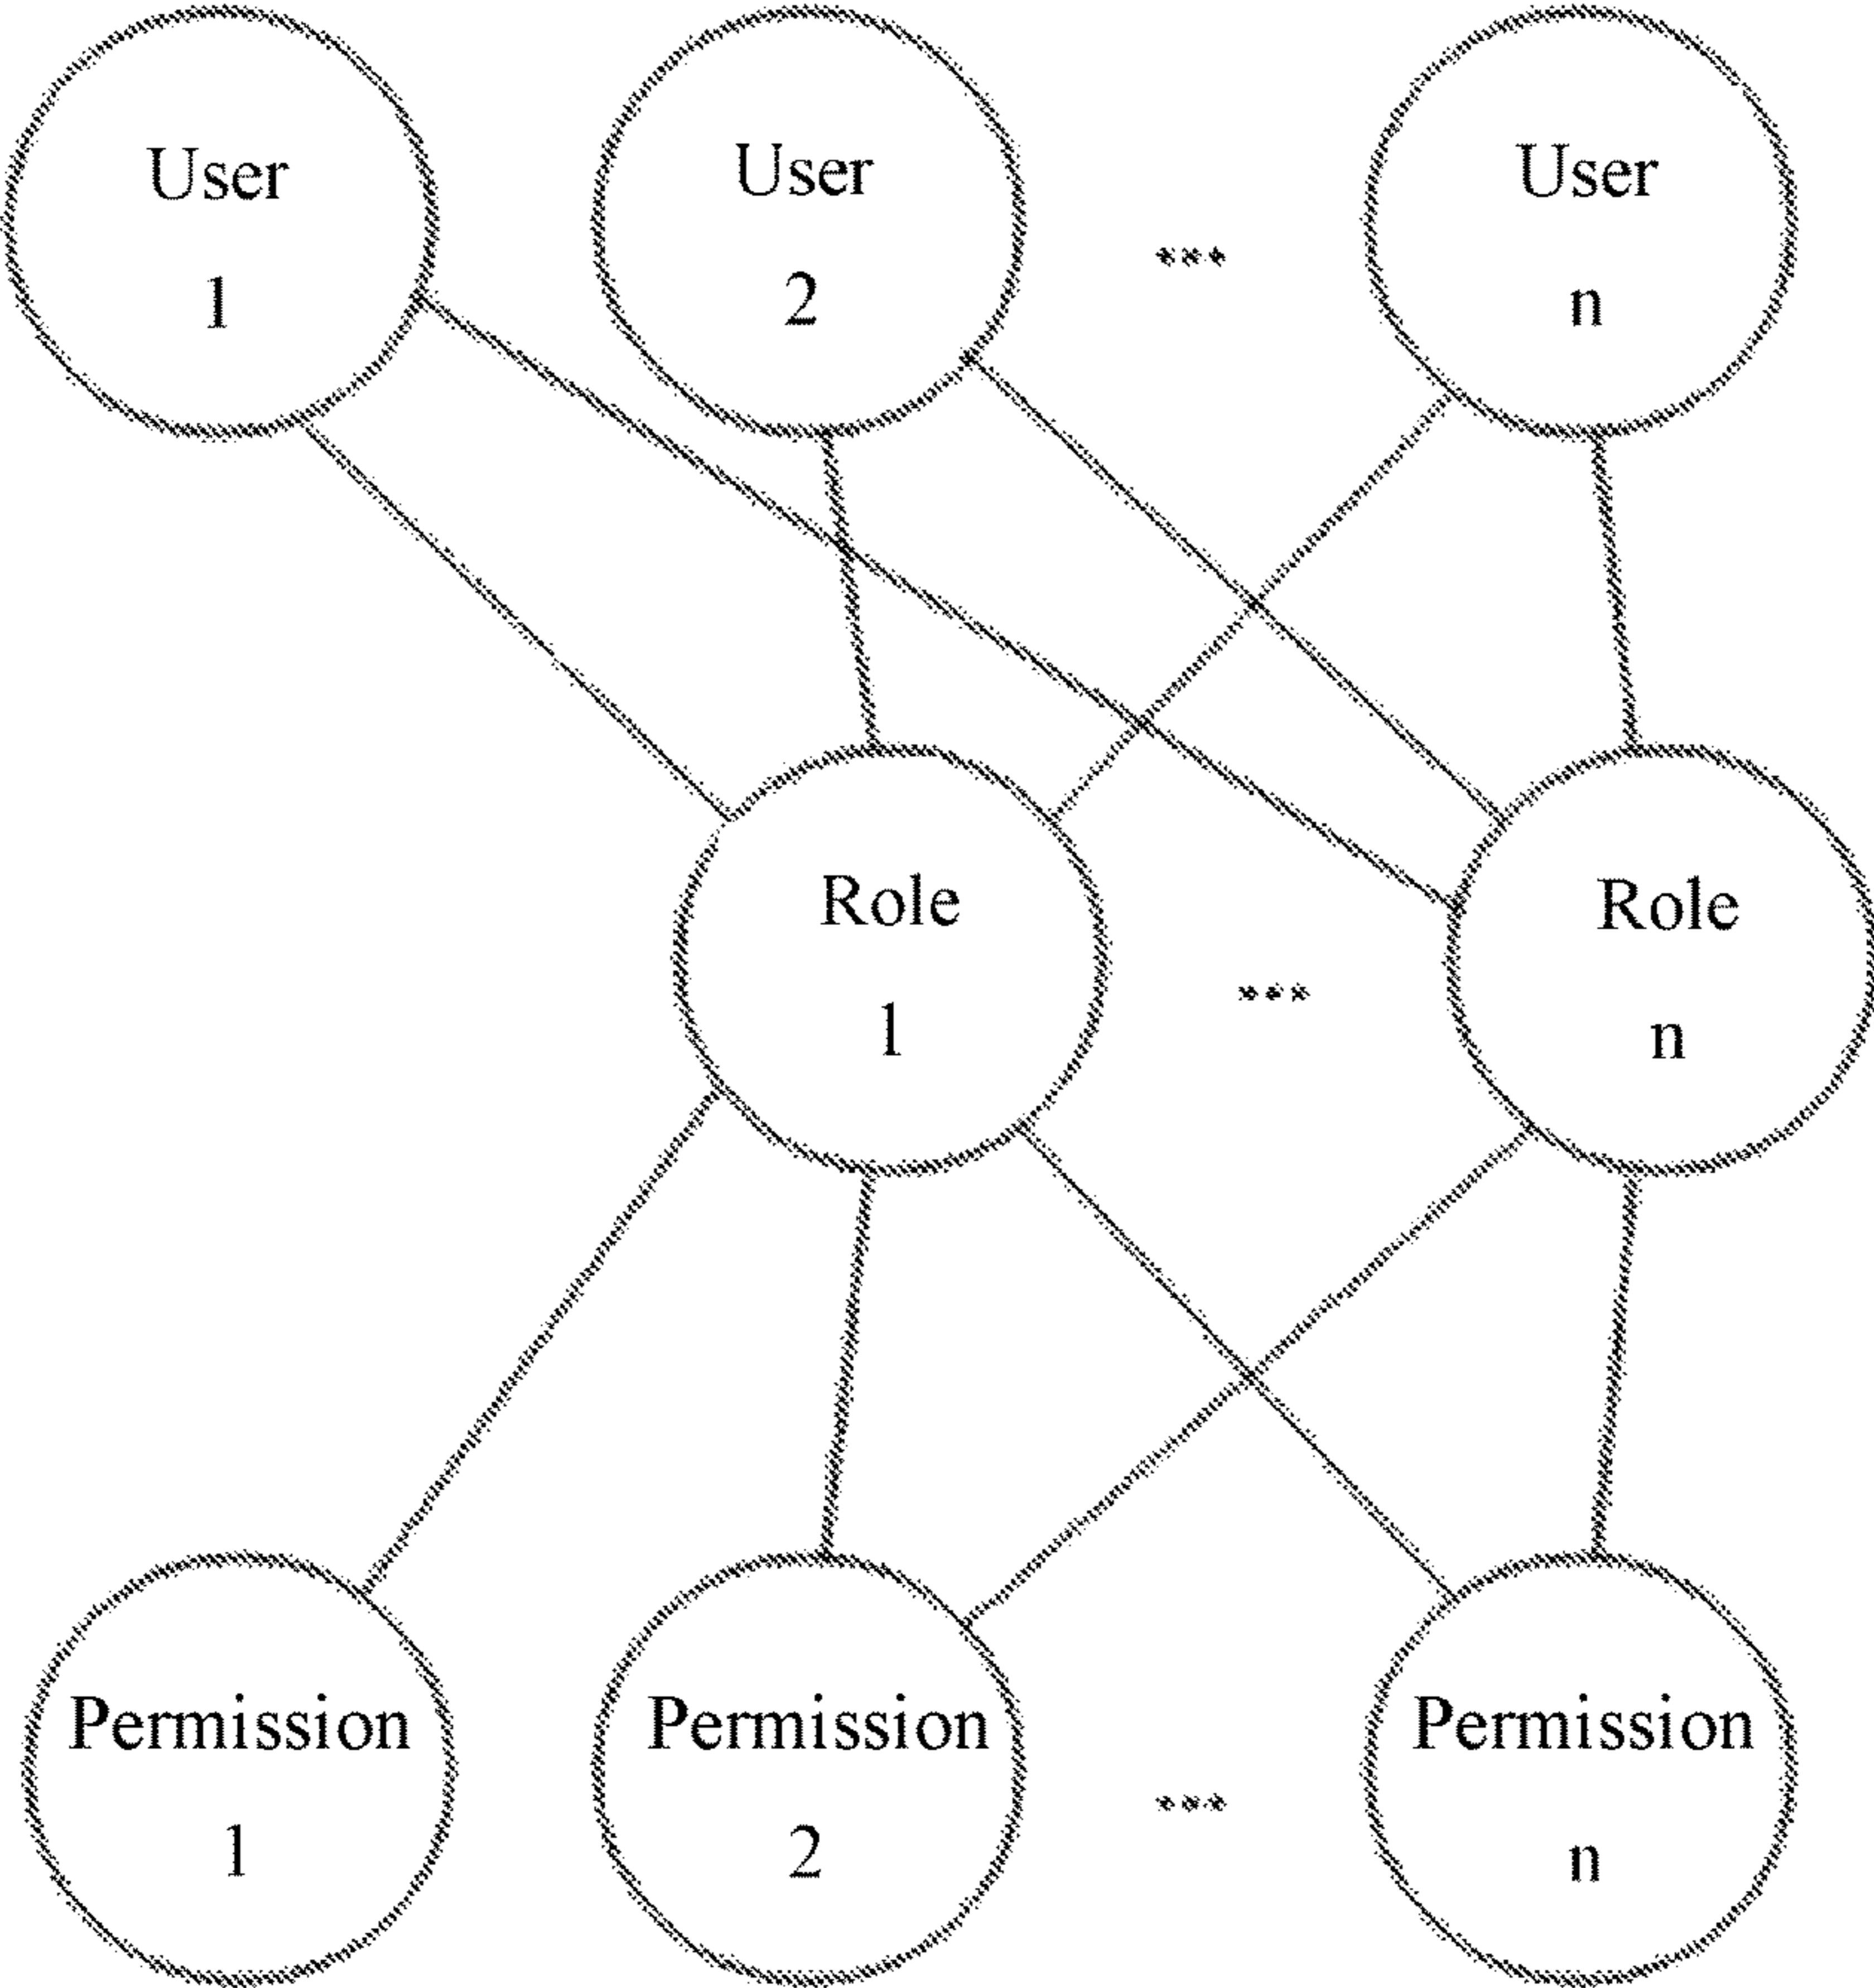 User
1
User
2
...
User
n
Role
1
...
Role
n
Permission
1
Permission
2
...
Permission
n